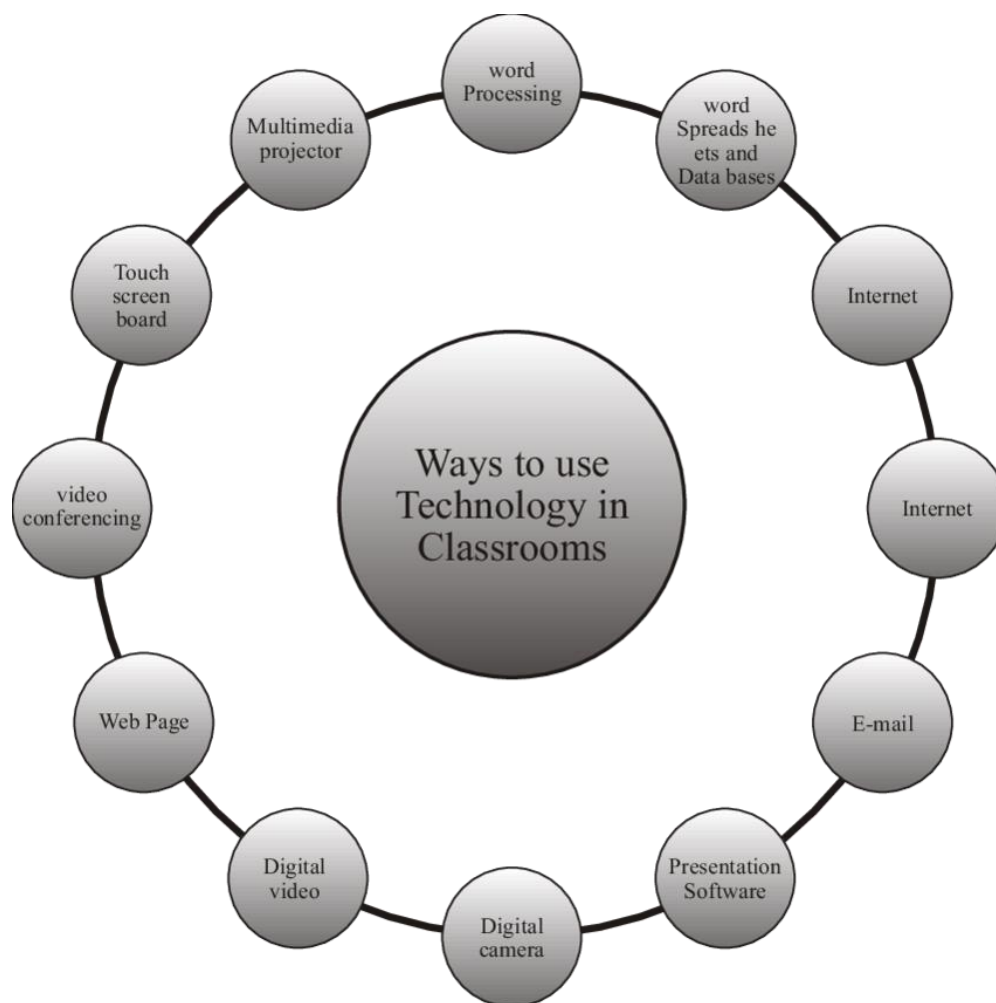 word
Processing
word
Spreads he
ets and
Data bases
Internet
Internet
E-mail
Presentation
Software
Digital
camera
Digital
video
Web Page
video
conferencing
Touch
screen
board
Multimedia
projector
Ways to use
Technology in
Classrooms